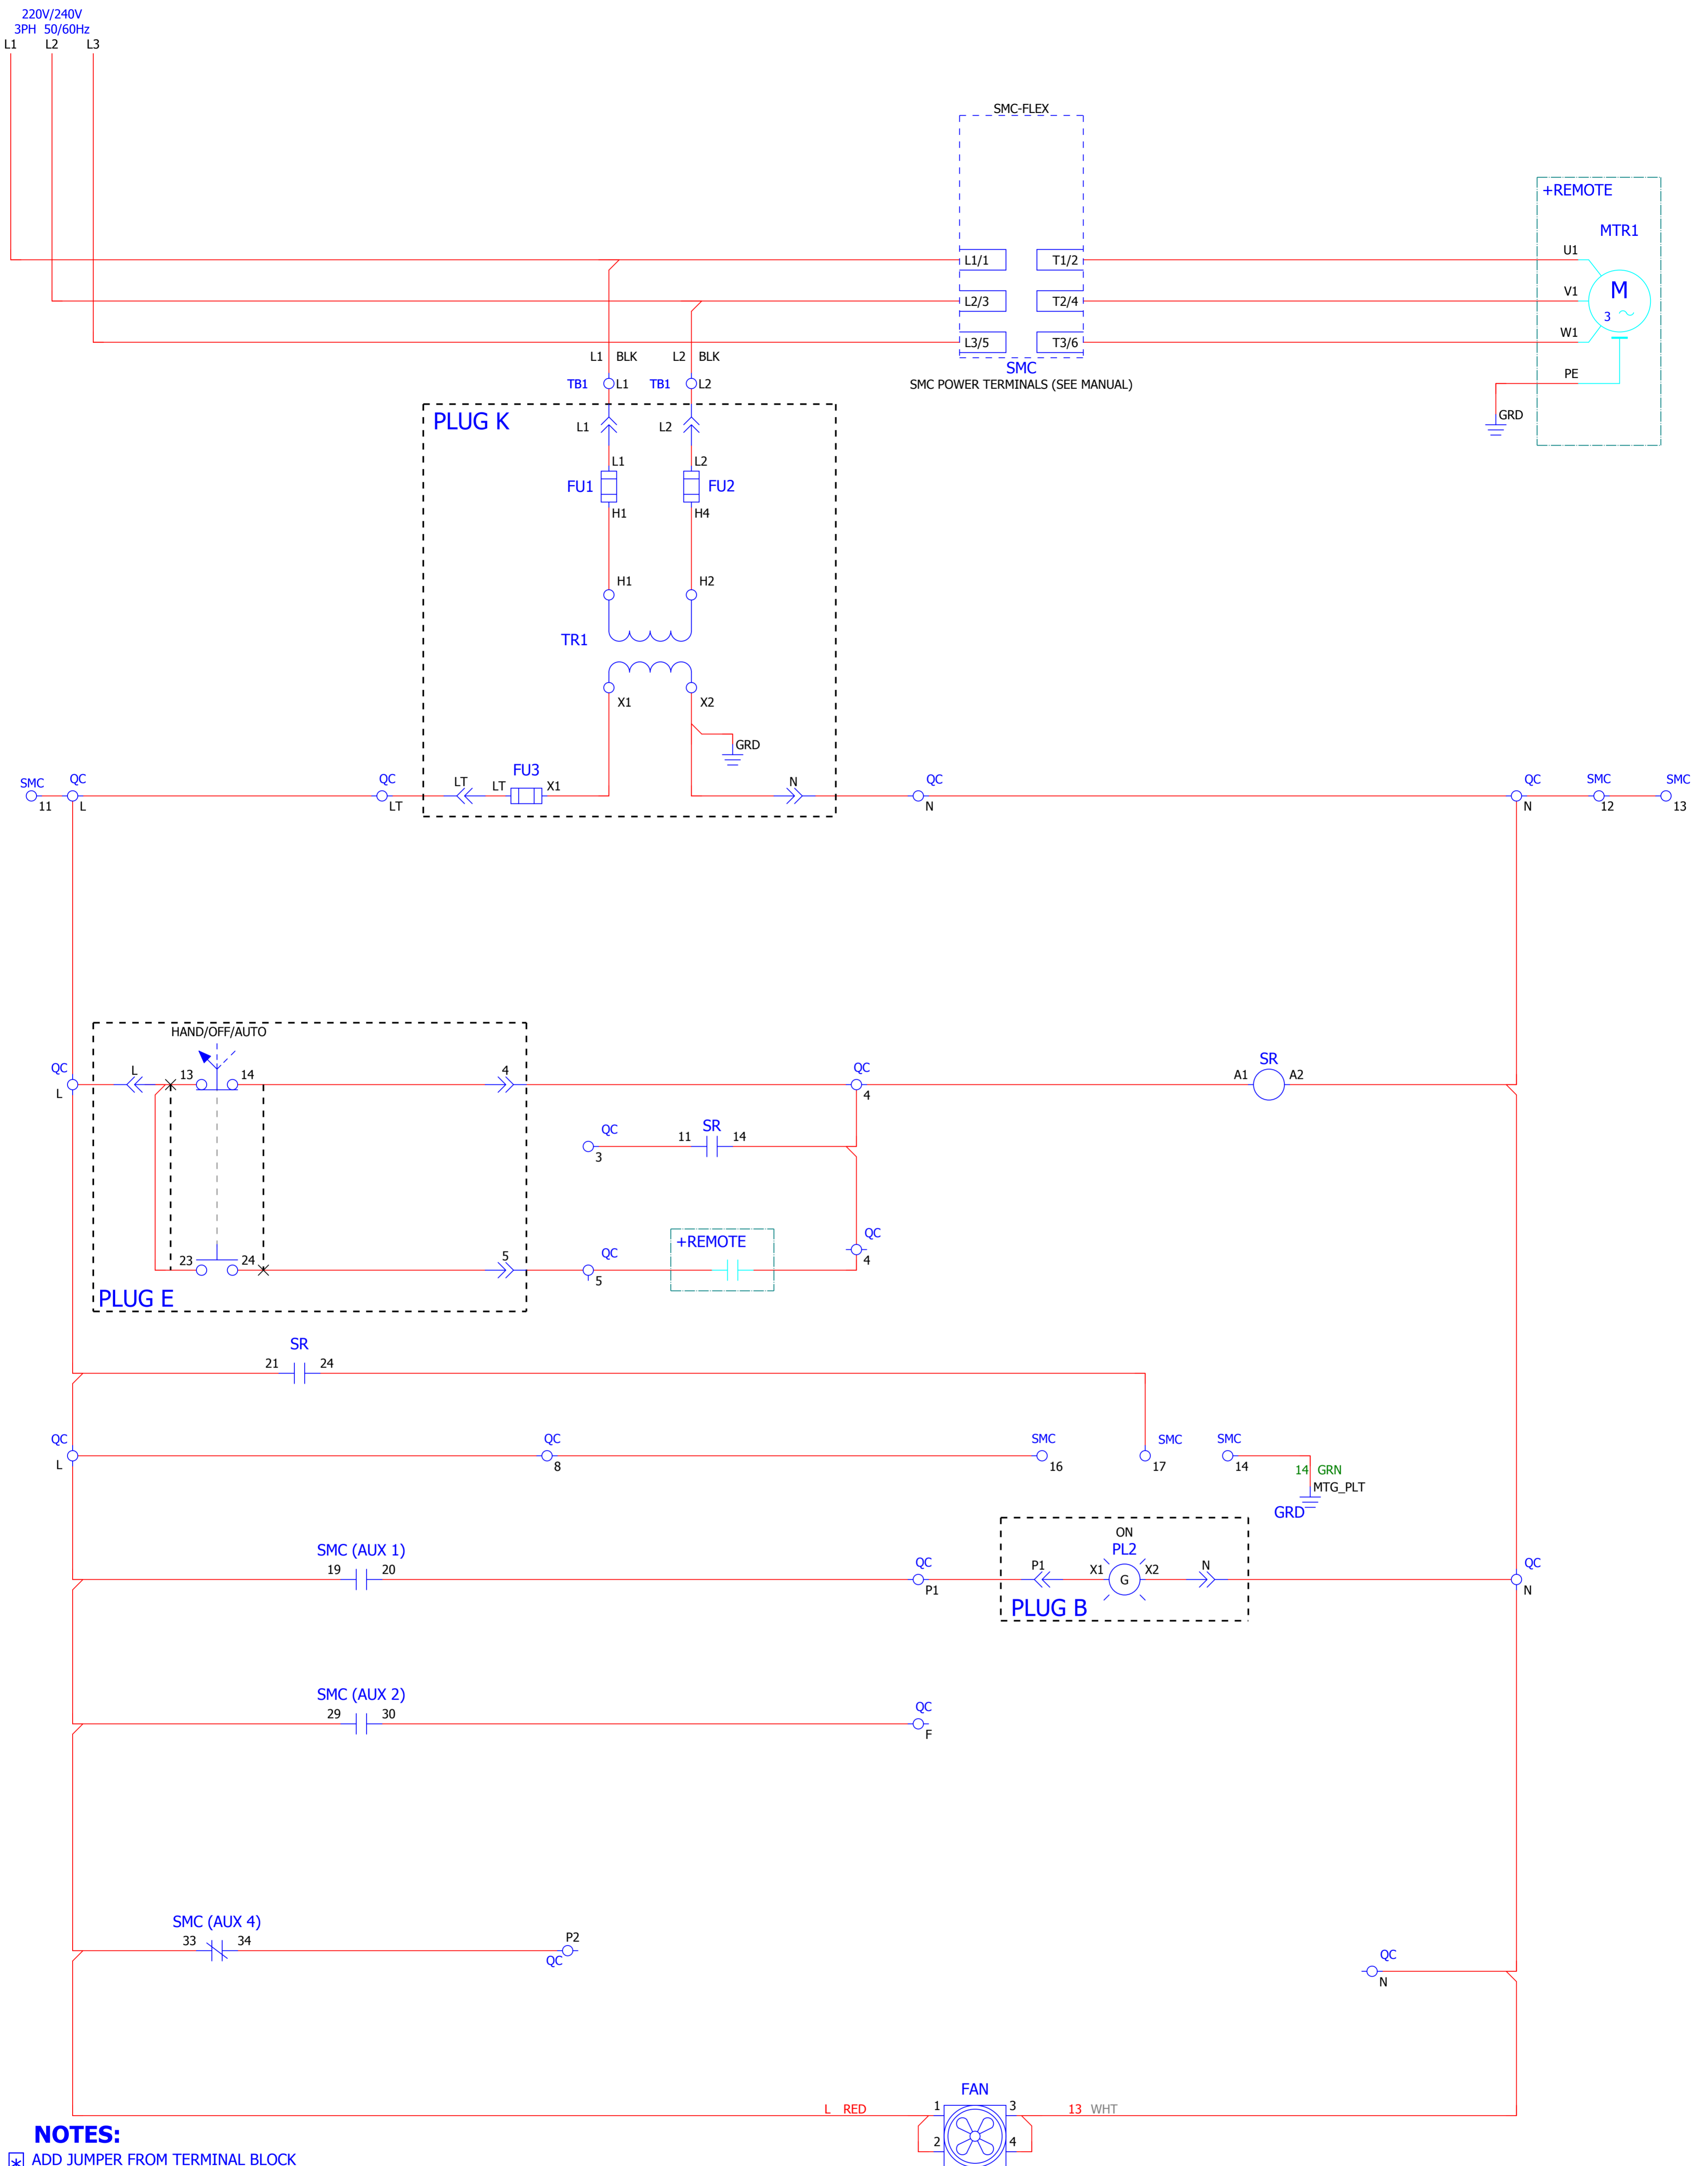 220V/240V
3PH 50/60Hz
L1 L2 L3
SMC-FLEX
+REMOTE
MTR1
U1
L1/1 T1/2
V1
M
3
L2/3 T2/4
W1
L3/5 T3/6
L1 BLK L2 BLK
SMC
PE
TB1 L1 TB1 L2
SMC POWER TERMINALS (SEE MANUAL)
GRD
PLUG K
L1 L2
L1 L2
FU1 FU2
H1 H4
H1 H2
TR1
X1 X2
GRD
FU3
SMC QC QC LT LT X1 N QC QC SMC SMC
11 L LT N N 12 13
HAND/OFF/AUTO
QC L 13 14 4 QC SR
A1 A2
L 4
QC 11 SR 14
3
+REMOTE
QC
23 24 5 QC
4
5
PLUG E
SR
21 24
QC QC SMC SMC SMC
L 8 16 17 14
14 GRN
MTG_PLT
GRD
ON
SMC (AUX 1)
PL2
19 20 QC P1 X1 G X2 N QC
P1 N
PLUG B
SMC (AUX 2)
29 30 QC
F
SMC (AUX 4)
33 34 P2
QC
QC
N
FAN
L RED 1 3 13 WHT
2 4
NOTES:
* ADD JUMPER FROM TERMINAL BLOCK